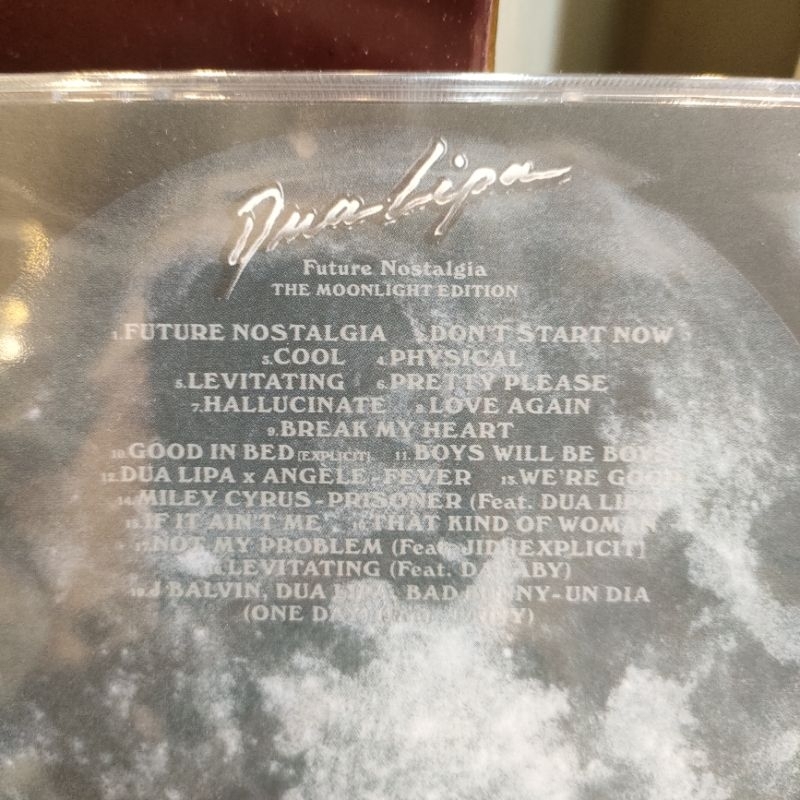 Dua Lipa
Future Nostalgia
THE MOONLIGHT EDITION
1.FUTURE NOSTALGIA 2.DON'T START NOW
3.COOL 4.PHYSICAL
5.LEVITATING 6.PRETTY PLEASE
7.HALLUCINATE 8.LOVE AGAIN
9.BREAK MY HEART
10.GOOD IN BED [EXPLICIT] 11.BOYS WILL BE BOYS
12.DUA LIPA x ANGÈLE-FEVER 13.WE'RE GOOD
14.MILEY CYRUS-PRISONER (Feat. DUA LIPA)
15.IF IT AIN'T ME 16.THAT KIND OF WOMAN
17.NOT MY PROBLEM (Feat. JID) [EXPLICIT]
LEVITATING (Feat. DABABY)
19.J BALVIN, DUA LIPA, BAD BUNNY-UN DIA
(ONE DAY)